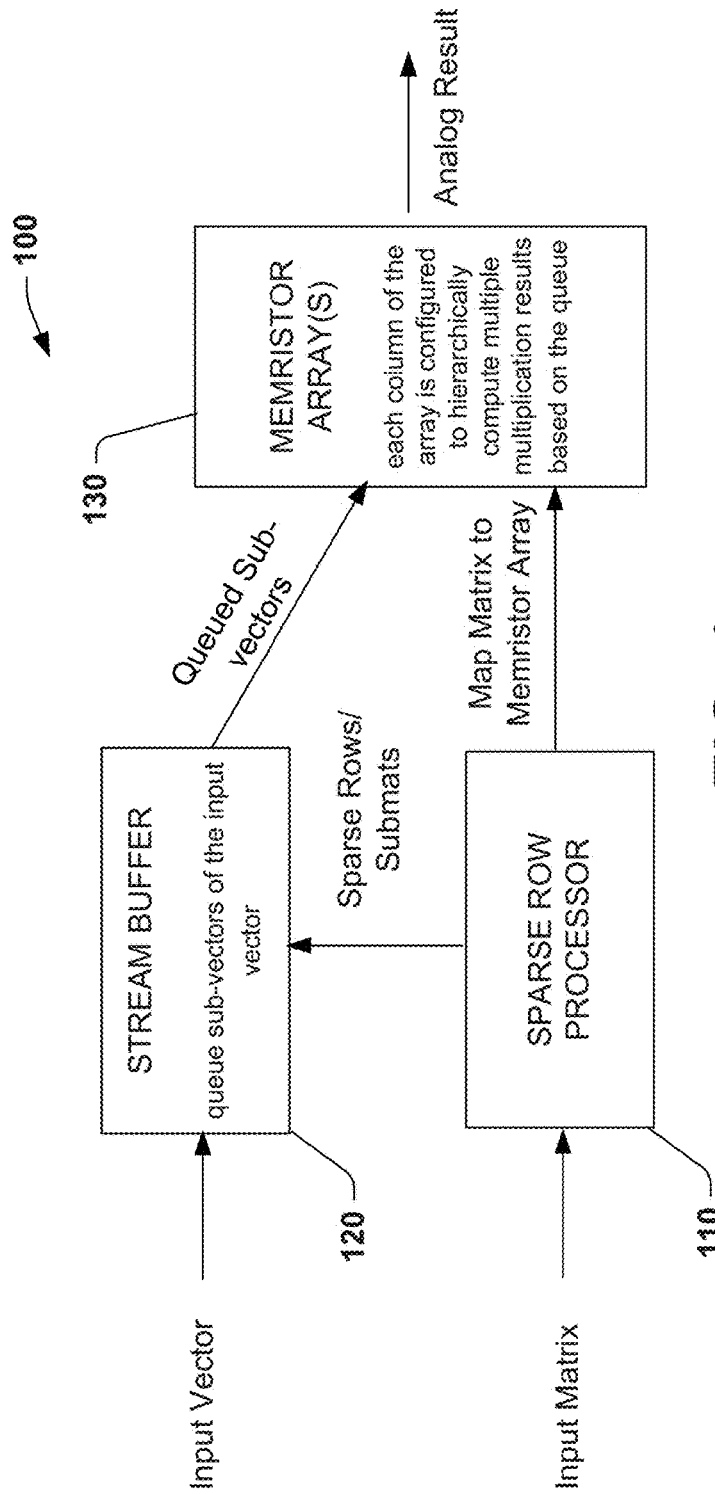 100
Input Vector
STREAM BUFFER
queue sub-vectors of the input
vector
120
Queued Sub-
vectors
130
MEMRISTOR
ARRAY(S)
each column of the
array is configured
to hierarchically
compute multiple
multiplication results
based on the queue
Analog Result
Sparse Rows/
Submats
Input Matrix
SPARSE ROW
PROCESSOR
110
Map Matrix to
Memristor Array